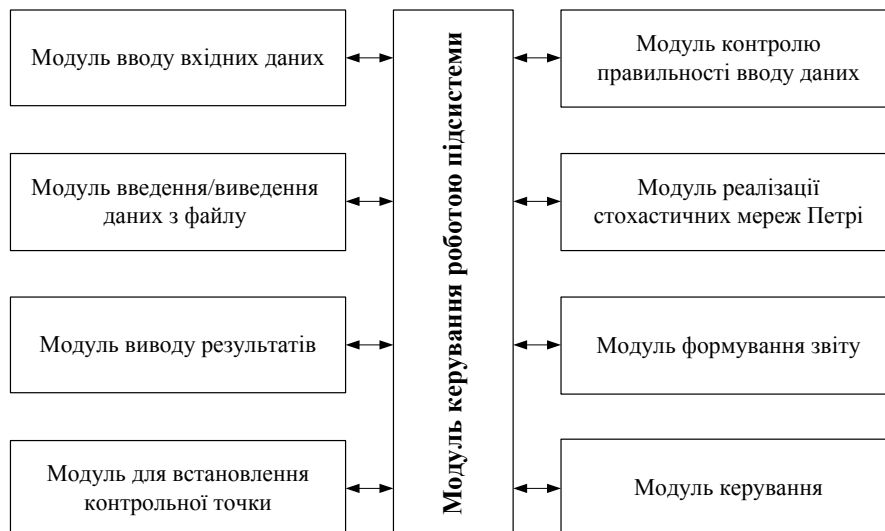 Модуль вводу вхідних даних
Модуль введення/виведення
даних з файлу
Модуль виводу результатів
Модуль для встановлення
контрольної точки
Модуль керування роботою підсистеми
Модуль контролю
правильності вводу даних
Модуль реалізації
стохастичних мереж Петрі
Модуль формування звіту
Модуль керування